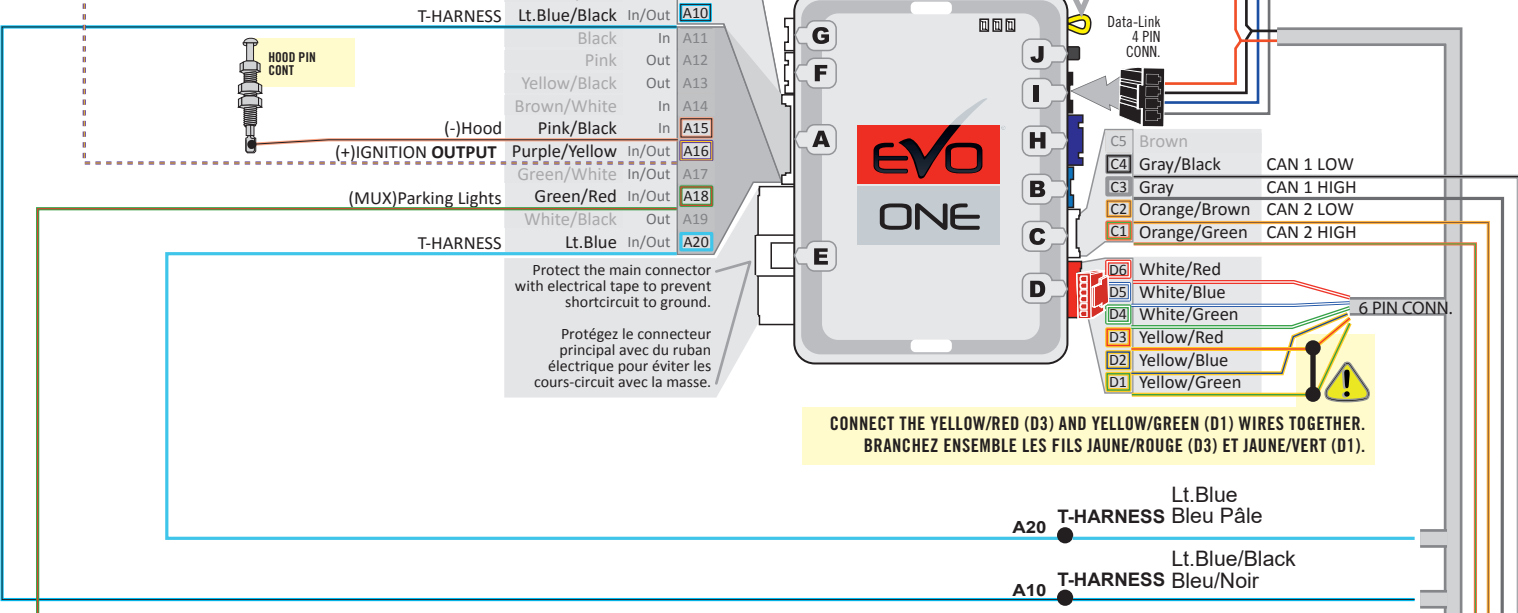 T-HARNESS Lt.Blue/Black In/Out A10
Black In A11
Pink Out A12
Yellow/Black Out A13
Brown/White In A14
(-)Hood Pink/Black In A15
(+)IGNITION OUTPUT Purple/Yellow In/Out A16
Green/White In/Out A17
(MUX)Parking Lights Green/Red In/Out A18
White/Black Out A19
T-HARNESS Lt.Blue In/Out A20
HOOD PIN
CONT
Protect the main connector
with electrical tape to prevent
shortcircuit to ground.
Protégez le connecteur
principal avec du ruban
électrique pour éviter les
cours-circuit avec la masse.
G
F
A
E
J
I
H
B
C
D
EVO
ONE
Data-Link
4 PIN
CONN.
C5 Brown
C4 Gray/Black CAN 1 LOW
C3 Gray CAN 1 HIGH
C2 Orange/Brown CAN 2 LOW
C1 Orange/Green CAN 2 HIGH
D6 White/Red
D5 White/Blue
D4 White/Green
D3 Yellow/Red
D2 Yellow/Blue
D1 Yellow/Green
6 PIN CONN.
!
CONNECT THE YELLOW/RED (D3) AND YELLOW/GREEN (D1) WIRES TOGETHER.
BRANCHEZ ENSEMBLE LES FILS JAUNE/ROUGE (D3) ET JAUNE/VERT (D1).
Lt.Blue
A20 T-HARNESS Bleu Pâle
Lt.Blue/Black
A10 T-HARNESS Bleu/Noir